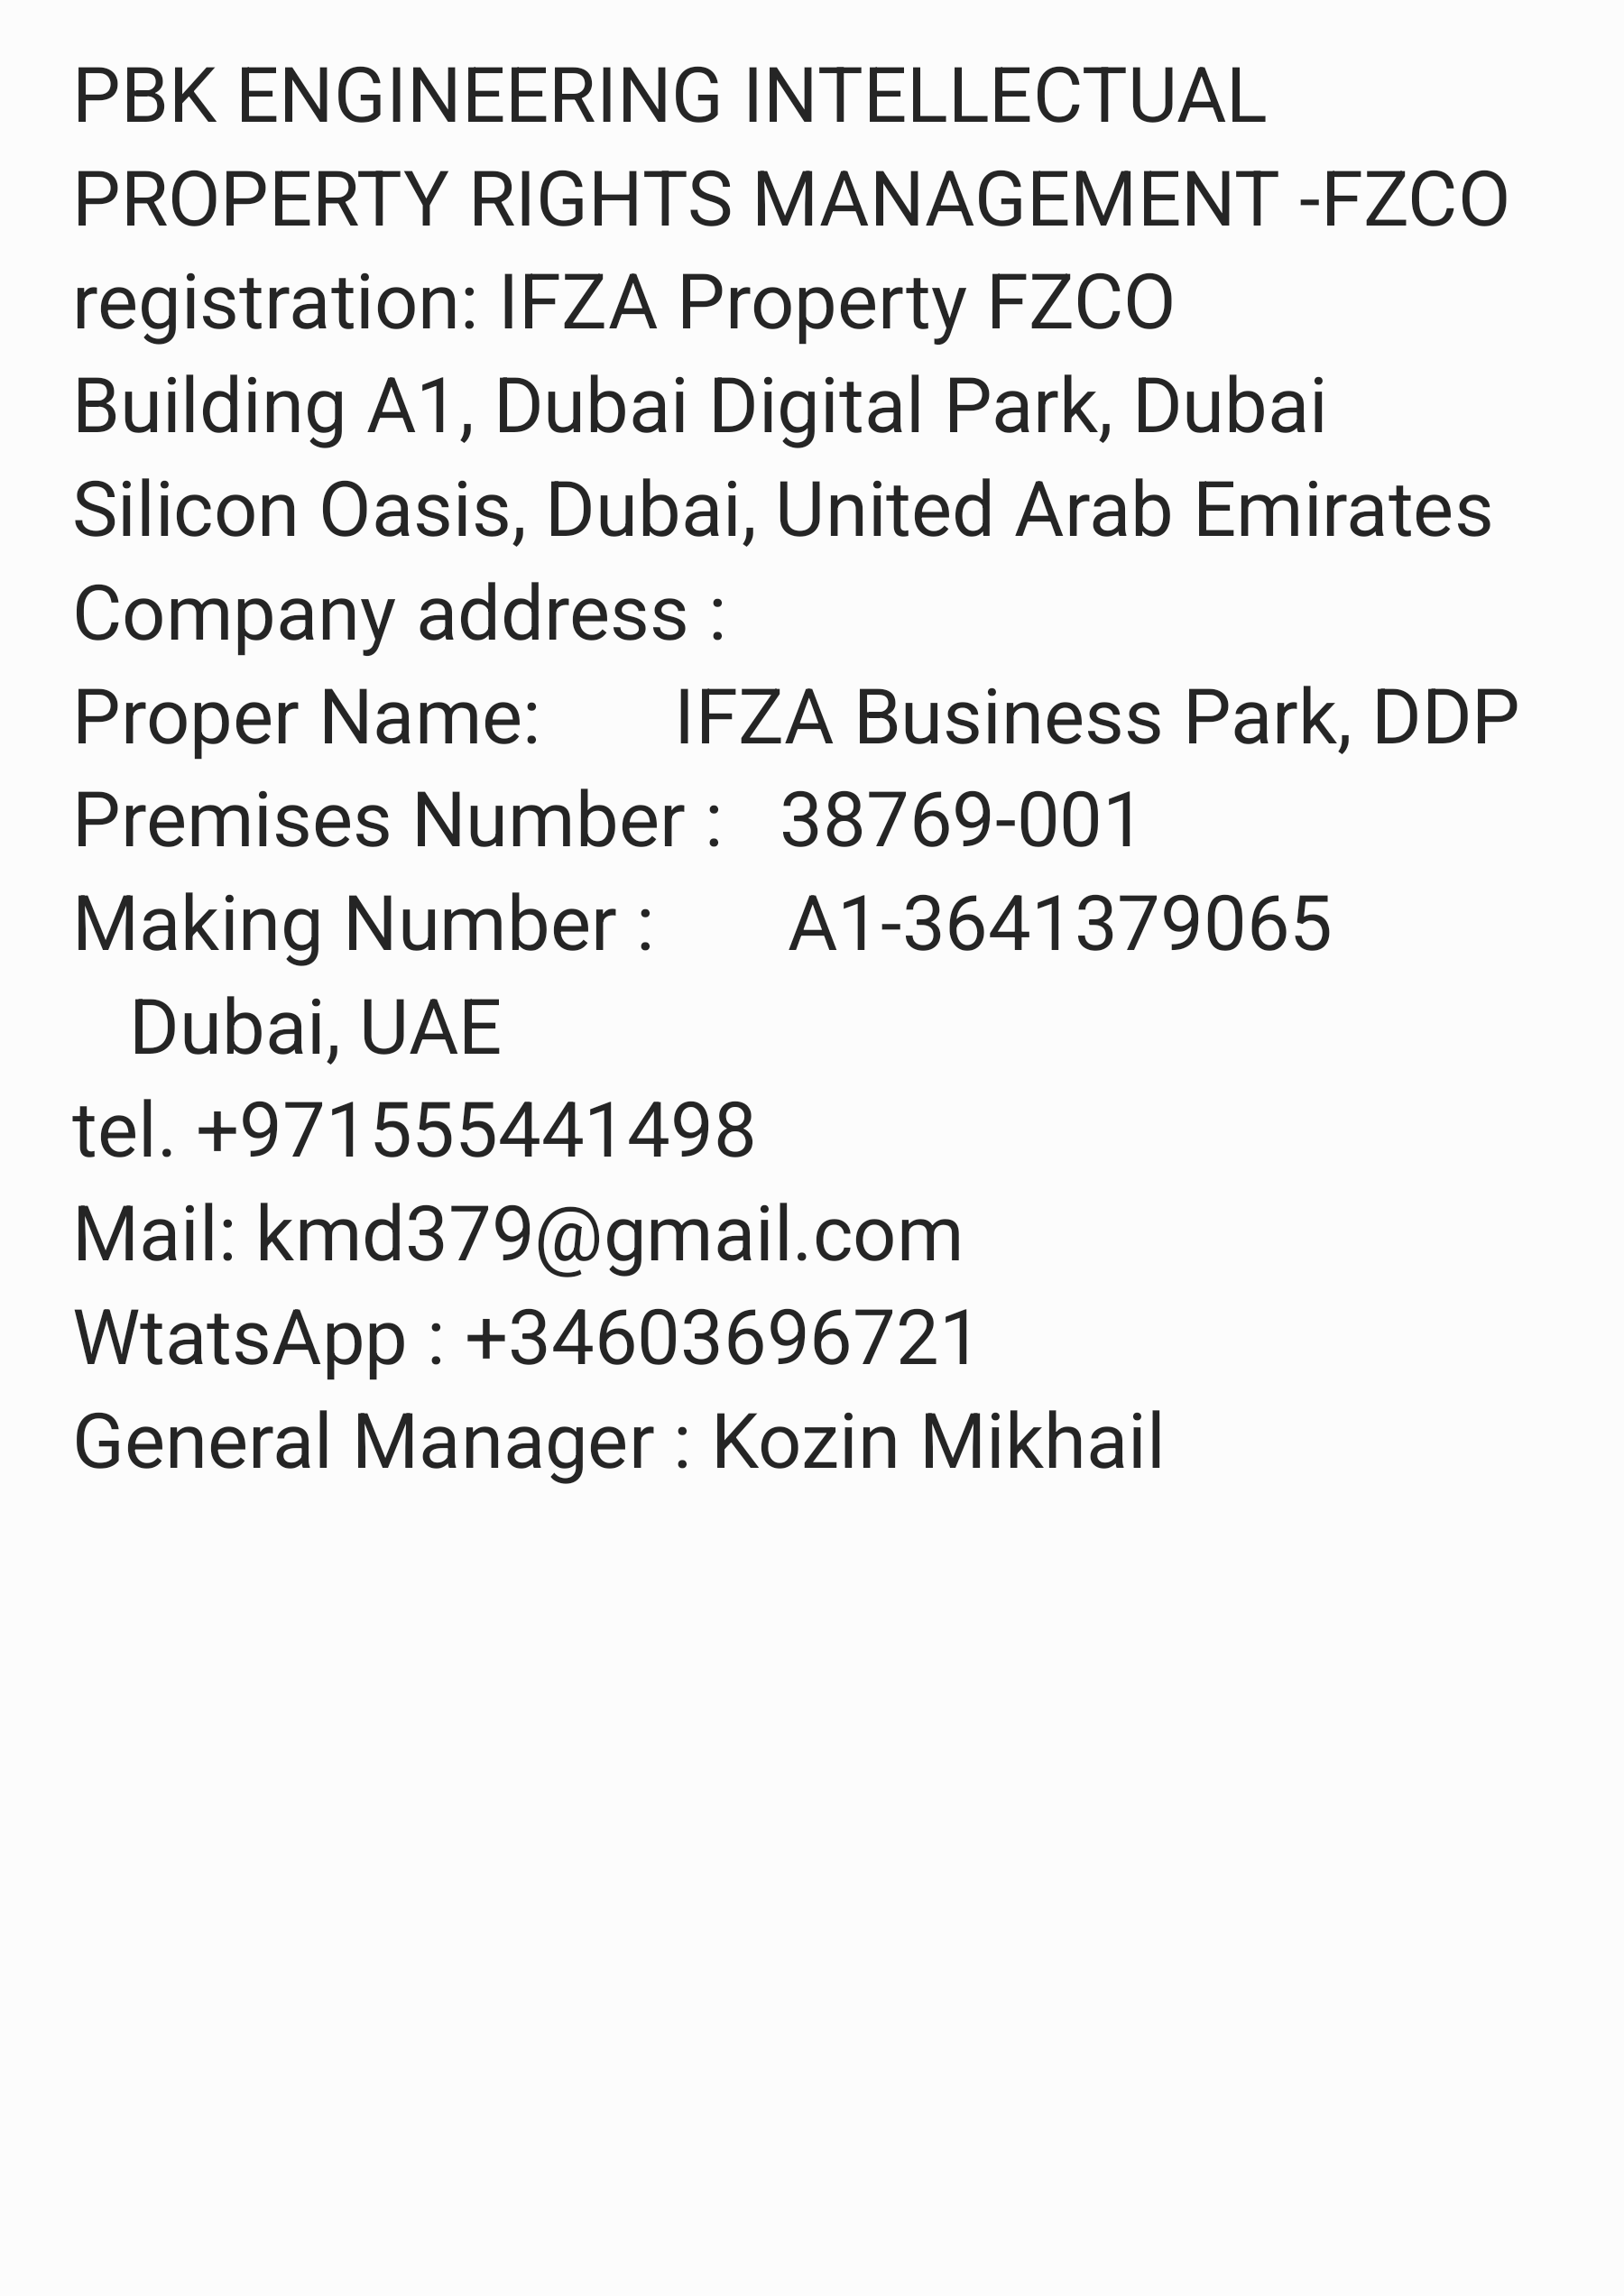 PBK ENGINEERING INTELLECTUAL
PROPERTY RIGHTS MANAGEMENT -FZCO
registration: IFZA Property FZCO
Building A1, Dubai Digital Park, Dubai
Silicon Oasis, Dubai, United Arab Emirates
Company address :
Proper Name: IFZA Business Park, DDP
Premises Number : 38769-001
Making Number : A1-3641379065
Dubai, UAE
tel. +971555441498
Mail: kmd379@gmail.com
WtatsApp : +34603696721
General Manager : Kozin Mikhail